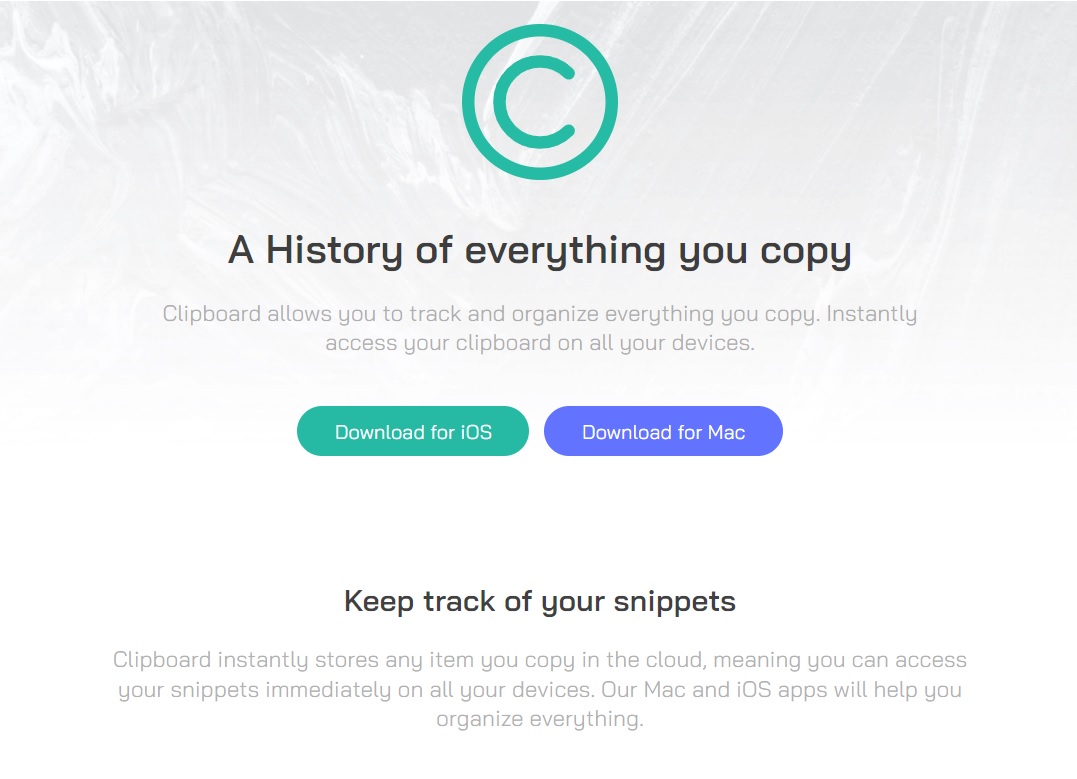 A History of everything you copy
Clipboard allows you to track and organize everything you copy. Instantly
access your clipboard on all your devices.
Download for iOS
Download for Mac
Keep track of your snippets
Clipboard instantly stores any item you copy in the cloud, meaning you can access
your snippets immediately on all your devices. Our Mac and iOS apps will help you
organize everything.